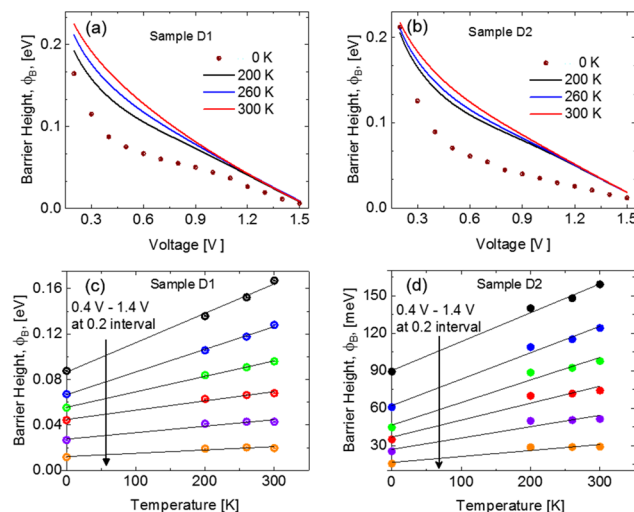 (a)
Sample D1
0 K
200 K
260 K
300 K
Barrier Height, ϕB, [eV]
0.2
0.1
0.0
0.3 0.6 0.9 1.2 1.5
Voltage [V]
(b)
Sample D2
0 K
200 K
260 K
300 K
Barrier Height, ϕB, [eV]
0.2
0.1
0.0
0.3 0.6 0.9 1.2 1.5
Voltage [V]
(c)
Sample D1
0.4 V - 1.4 V
at 0.2 interval
Barrier Height, ϕB, [eV]
0.16
0.12
0.08
0.04
0.00
0 100 200 300
Temperature [K]
(d)
Sample D2
0.4 V - 1.4 V
at 0.2 interval
Barrier Height, ϕB, [meV]
150
120
90
60
30
0 100 200 300
Temperature [K]